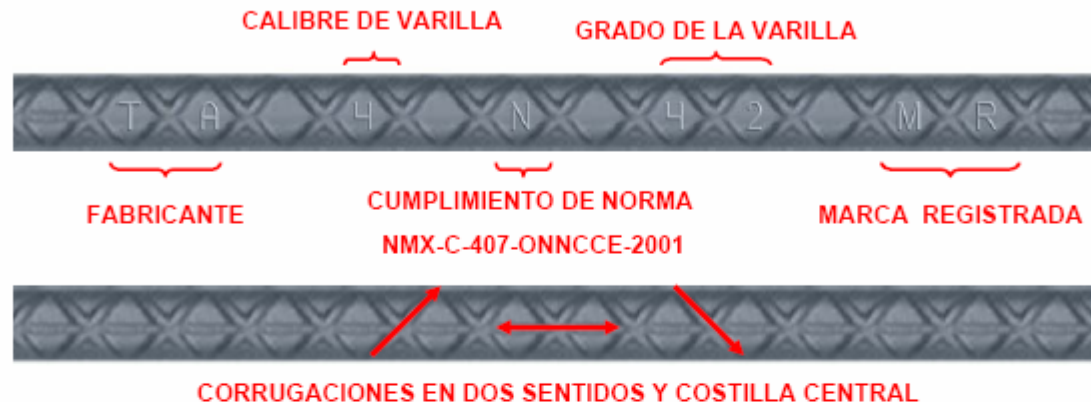 CALIBRE DE VARILLA
GRADO DE LA VARILLA
T A 4 N 4 2 M R
FABRICANTE
CUMPLIMIENTO DE NORMA
NMX-C-407-ONNCCE-2001
MARCA REGISTRADA
CORRUGACIONES EN DOS SENTIDOS Y COSTILLA CENTRAL